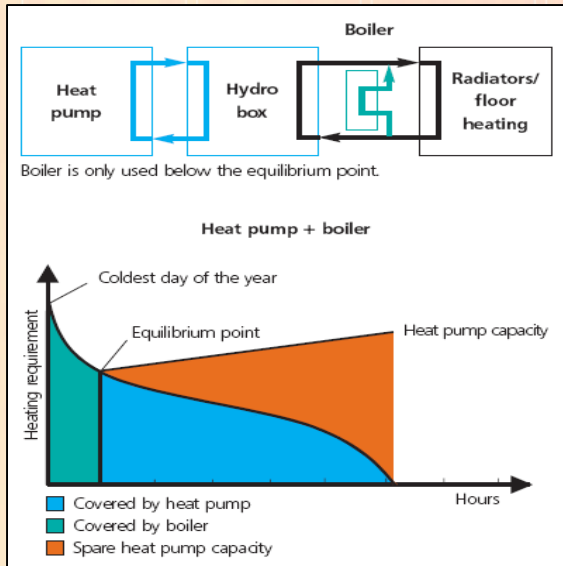 Boiler
Heat
pump
Hydro
box
Radiators/
floor
heating
Boiler is only used below the equilibrium point.
Heat pump + boiler
Coldest day of the year
Equilibrium point
Heat pump capacity
Heating requirement
Hours
Covered by heat pump
Covered by boiler
Spare heat pump capacity